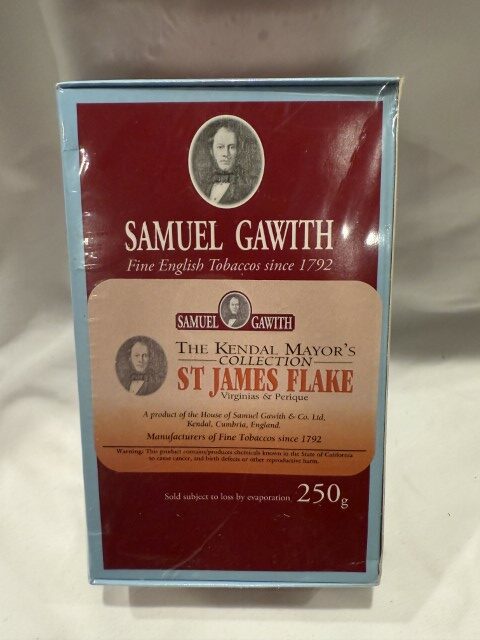 SAMUEL GAWITH
Fine English Tobaccos since 1792
SAMUEL GAWITH
THE KENDAL MAYOR'S
COLLECTION
ST JAMES FLAKE
Virginias & Perique
A product of the House of Samuel Gawith & Co. Ltd,
Kendal, Cumbria, England.
Manufacturers of Fine Tobaccos since 1792
Warning: This product contains/produces chemicals known to the State of California
to cause cancer, and birth defects or other reproductive harm.
Sold subject to loss by evaporation 250g